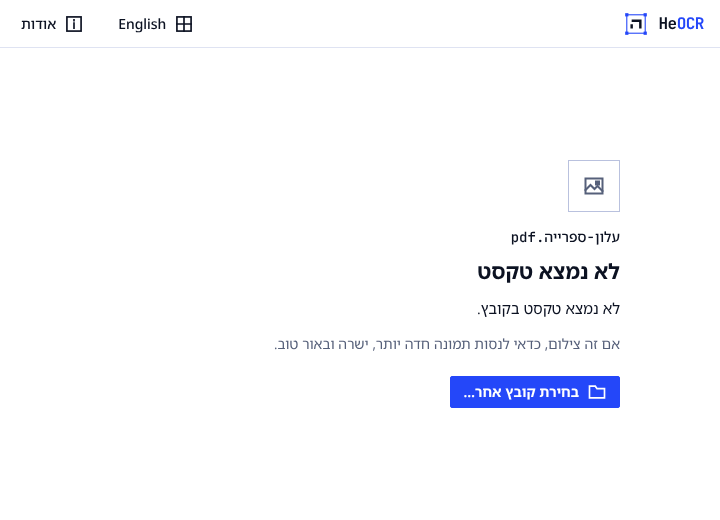 HeOCR
English
אודות
עלון-ספרייה.pdf
לא נמצא טקסט
לא נמצא טקסט בקובץ.
אם זה צילום, כדאי לנסות תמונה חדה יותר, ישרה ובאור טוב.
בחירת קובץ אחר...